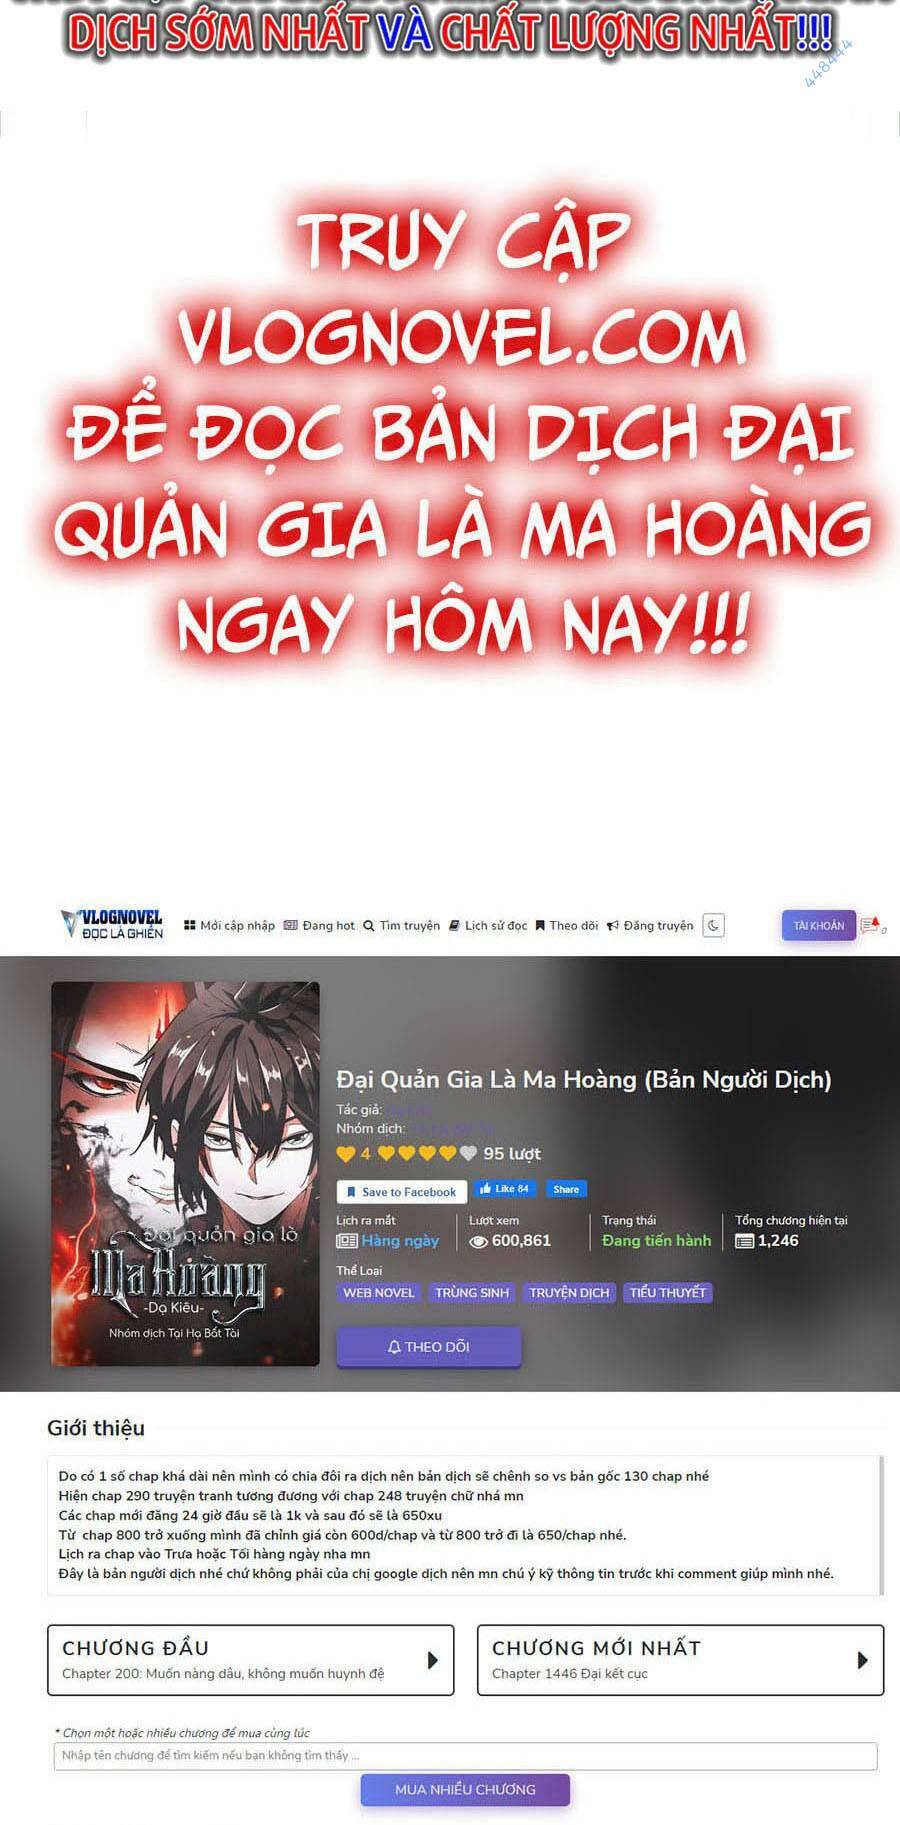 DỊCH SỚM NHẤT VÀ CHẤT LƯỢNG NHẤT!!!
448444
TRUY CẬP
VLOGNOVEL.COM
ĐỂ ĐỌC BẢN DỊCH ĐẠI
QUẢN GIA LÀ MA HOÀNG
NGAY HÔM NAY!!!
VLOGNOVEL
ĐỌC LÀ GHIỀN
Mới cập nhập Đang hot Tìm truyện Lịch sử đọc Theo dõi Đăng truyện
TÀI KHOẢN
0
Đại Quản Gia Là Ma Hoàng (Bản Người Dịch)
Tác giả:
Nhóm dịch:
4 95 lượt
Save to Facebook Like 84 Share
Lịch ra mắt Lượt xem Trạng thái Tổng chương hiện tại
Hàng ngày 600,861 Đang tiến hành 1,246
Thể Loại
WEB NOVEL TRÙNG SINH TRUYỆN DỊCH TIỂU THUYẾT
THEO DÕI
Đại quản gia là
Ma Hoàng
-Dạ Kiêu-
Nhóm dịch Tại Hạ Bất Tài
Giới thiệu
Do có 1 số chap khá dài nên mình có chia đôi ra dịch nên bản dịch sẽ chênh so vs bản gốc 130 chap nhé
Hiện chap 290 truyện tranh tương đương với chap 248 truyện chữ nhá mn
Các chap mới đăng 24 giờ đầu sẽ là 1k và sau đó sẽ là 650xu
Từ chap 800 trở xuống mình đã chỉnh giá còn 600đ/chap và từ 800 trở đi là 650/chap nhé.
Lịch ra chap vào Trưa hoặc Tối hàng ngày nha mn
Đây là bản người dịch nhé chứ không phải của chị google dịch nên mn chú ý kỹ thông tin trước khi comment giúp mình nhé.
CHƯƠNG ĐẦU
Chapter 200: Muốn nàng dâu, không muốn huynh đệ
CHƯƠNG MỚI NHẤT
Chapter 1446 Đại kết cục
* Chọn một hoặc nhiều chương để mua cùng lúc
Nhập tên chương để tìm kiếm nếu bạn không tìm thấy ...
MUA NHIỀU CHƯƠNG